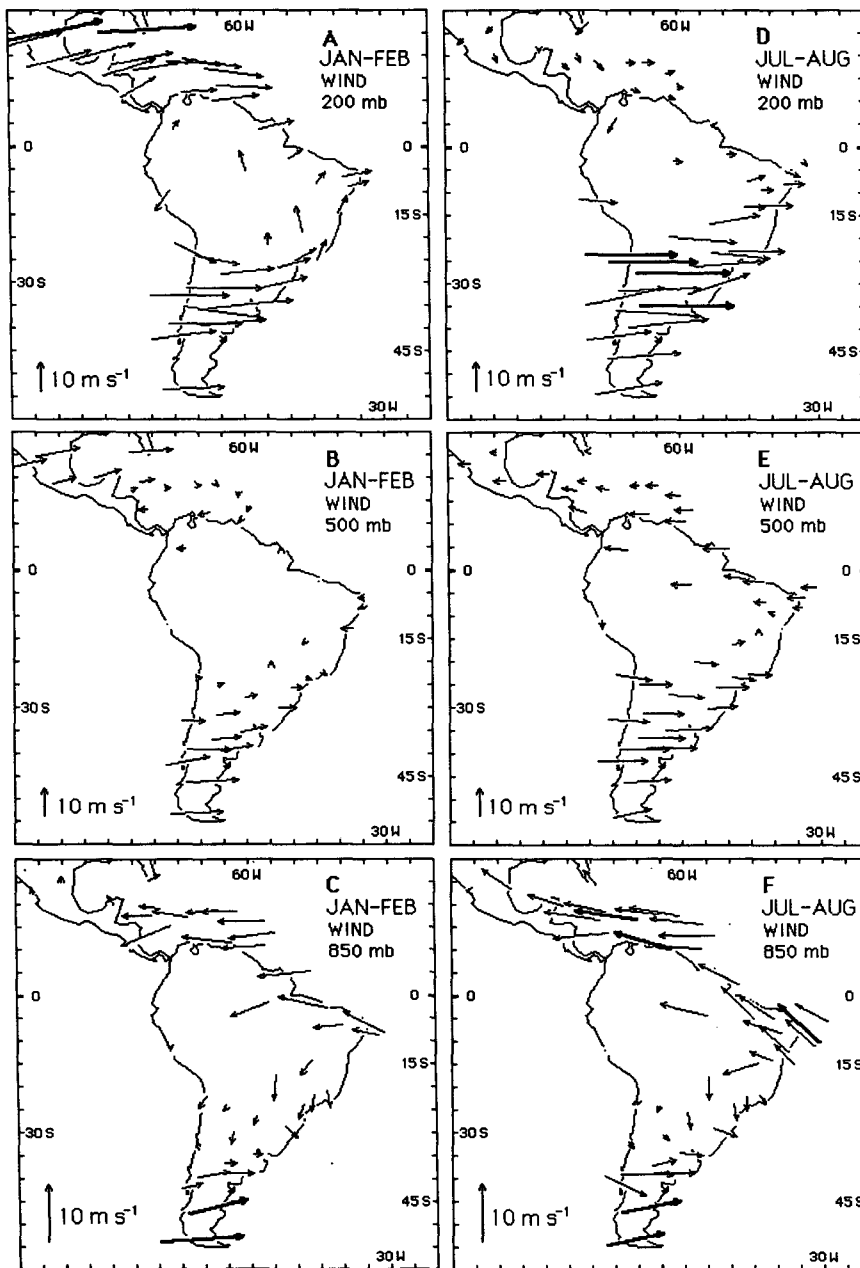 60W
A
JAN-FEB
WIND
200 mb
0
0
15S
30S
45S
10 m s⁻¹
30W
60W
D
JUL-AUG
WIND
200 mb
0
0
15S
30S
45S
10 m s⁻¹
30W
60W
B
JAN-FEB
WIND
500 mb
0
0
15S
30S
45S
10 m s⁻¹
30W
60W
E
JUL-AUG
WIND
500 mb
0
0
15S
30S
45S
10 m s⁻¹
30W
60W
C
JAN-FEB
WIND
850 mb
0
0
15S
30S
45S
10 m s⁻¹
30W
60W
F
JUL-AUG
WIND
850 mb
0
0
15S
30S
45S
10 m s⁻¹
30W